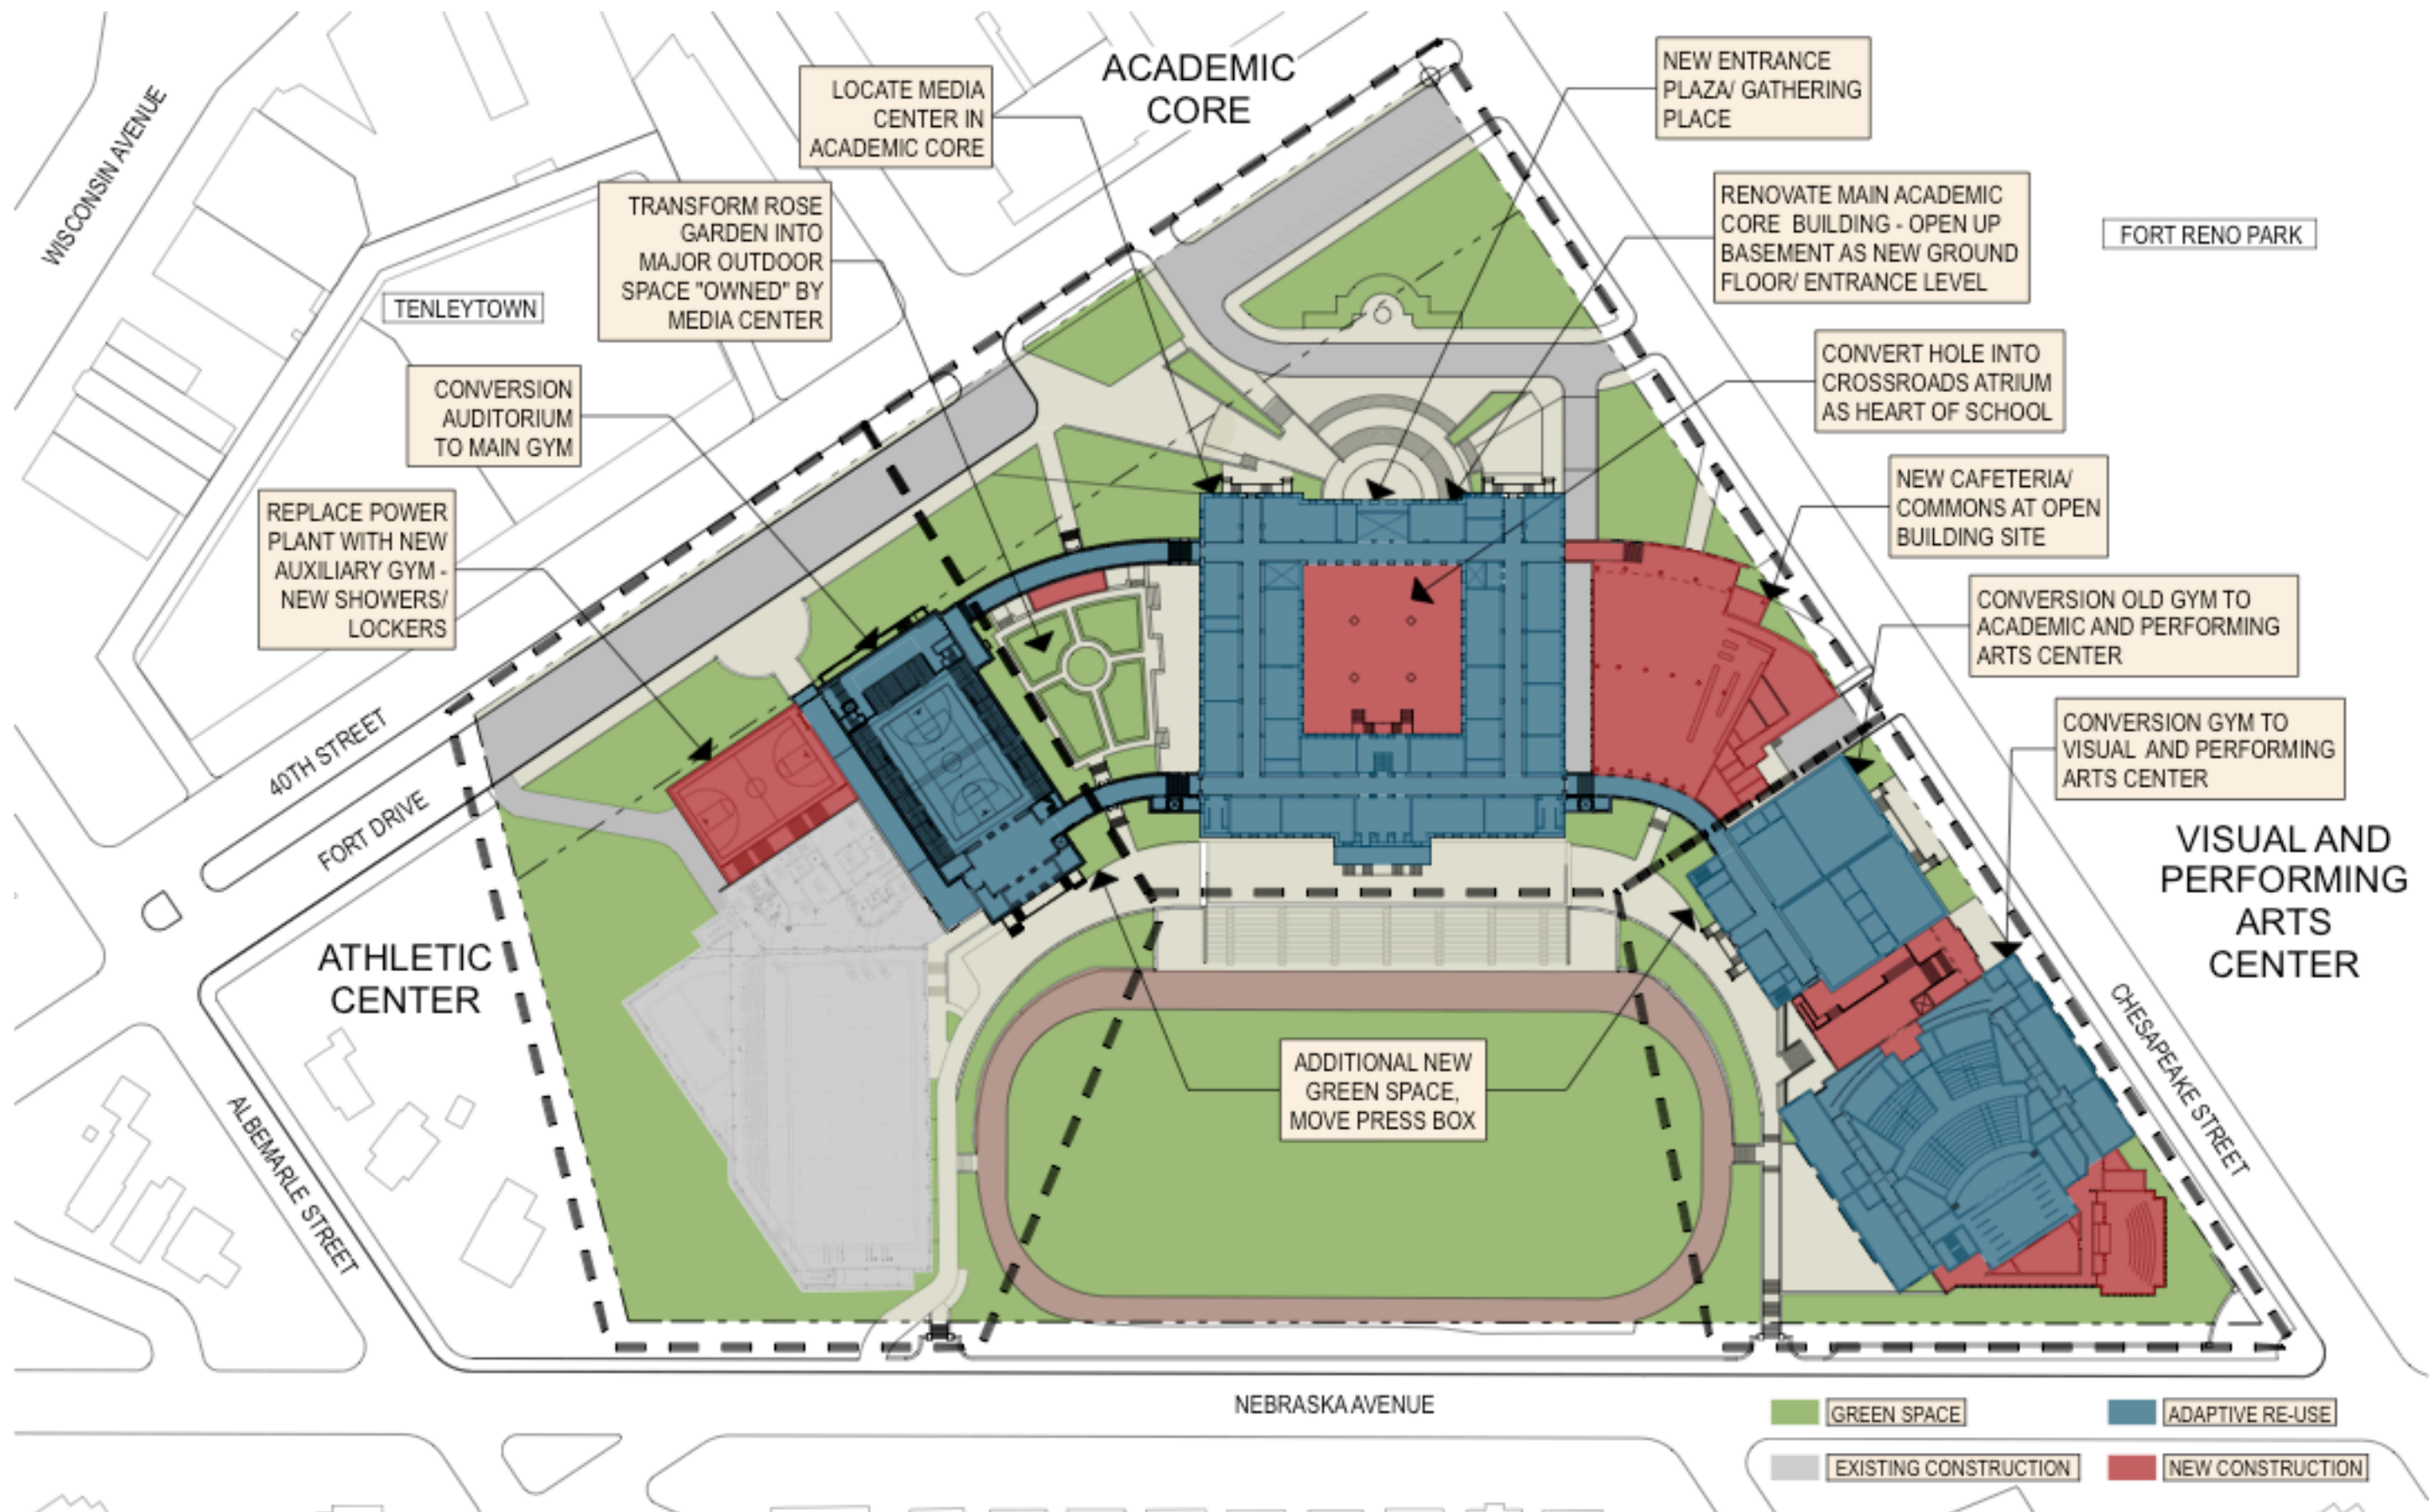 ACADEMIC
CORE
NEW ENTRANCE
PLAZA/ GATHERING
PLACE
LOCATE MEDIA
CENTER IN
ACADEMIC CORE
WISCONSIN AVENUE
TRANSFORM ROSE
GARDEN INTO
MAJOR OUTDOOR
SPACE "OWNED" BY
MEDIA CENTER
RENOVATE MAIN ACADEMIC
CORE BUILDING - OPEN UP
BASEMENT AS NEW GROUND
FLOOR/ ENTRANCE LEVEL
FORT RENO PARK
TENLEYTOWN
CONVERT HOLE INTO
CROSSROADS ATRIUM
AS HEART OF SCHOOL
CONVERSION
AUDITORIUM
TO MAIN GYM
NEW CAFETERIA/
COMMONS AT OPEN
BUILDING SITE
REPLACE POWER
PLANT WITH NEW
AUXILIARY GYM -
NEW SHOWERS/
LOCKERS
CONVERSION OLD GYM TO
ACADEMIC AND PERFORMING
ARTS CENTER
CONVERSION GYM TO
VISUAL AND PERFORMING
ARTS CENTER
40TH STREET
FORT DRIVE
VISUAL AND
PERFORMING
ARTS
CENTER
ATHLETIC
CENTER
CHESAPEAKE STREET
ADDITIONAL NEW
GREEN SPACE,
MOVE PRESS BOX
ALBEMARLE STREET
NEBRASKA AVENUE
GREEN SPACE
ADAPTIVE RE-USE
EXISTING CONSTRUCTION
NEW CONSTRUCTION